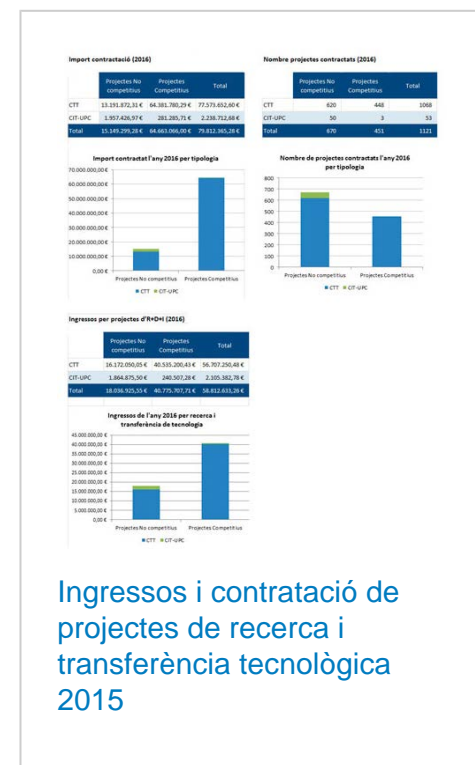 Import contractació (2016)
Projectes No competitius Projectes Competitius Total
CTT 13.191.872,31 € 64.381.780,29 € 77.573.652,60 €
CIT-UPC 1.957.426,97 € 281.285,71 € 2.238.712,68 €
Total 15.149.299,28 € 64.663.066,00 € 79.812.365,28 €
Import contractat l'any 2016 per tipologia
70.000.000,00 €
60.000.000,00 €
50.000.000,00 €
40.000.000,00 €
30.000.000,00 €
20.000.000,00 €
10.000.000,00 €
0,00 €
Projectes No competitius Projectes Competitius
CTT CIT-UPC
Nombre projectes contractats (2016)
Projectes No competitius Projectes Competitius Total
CTT 620 448 1068
CIT-UPC 50 3 53
Total 670 451 1121
Nombre de projectes contractats l'any 2016
per tipologia
800
700
600
500
400
300
200
100
0
Projectes No competitius Projectes Competitius
CTT CIT-UPC
Ingressos per projectes d'R+D+I (2016)
Projectes No competitius Projectes Competitius Total
CTT 16.172.050,05 € 40.535.200,43 € 56.707.250,48 €
CIT-UPC 1.864.875,50 € 240.507,28 € 2.105.382,78 €
Total 18.036.925,55 € 40.775.707,71 € 58.812.633,26 €
Ingressos de l'any 2016 per recerca i
transferència de tecnologia
45.000.000,00 €
40.000.000,00 €
35.000.000,00 €
30.000.000,00 €
25.000.000,00 €
20.000.000,00 €
15.000.000,00 €
10.000.000,00 €
5.000.000,00 €
0,00 €
Projectes No competitius Projectes Competitius
CTT CIT-UPC
Ingressos i contractació de
projectes de recerca i
transferència tecnològica
2015